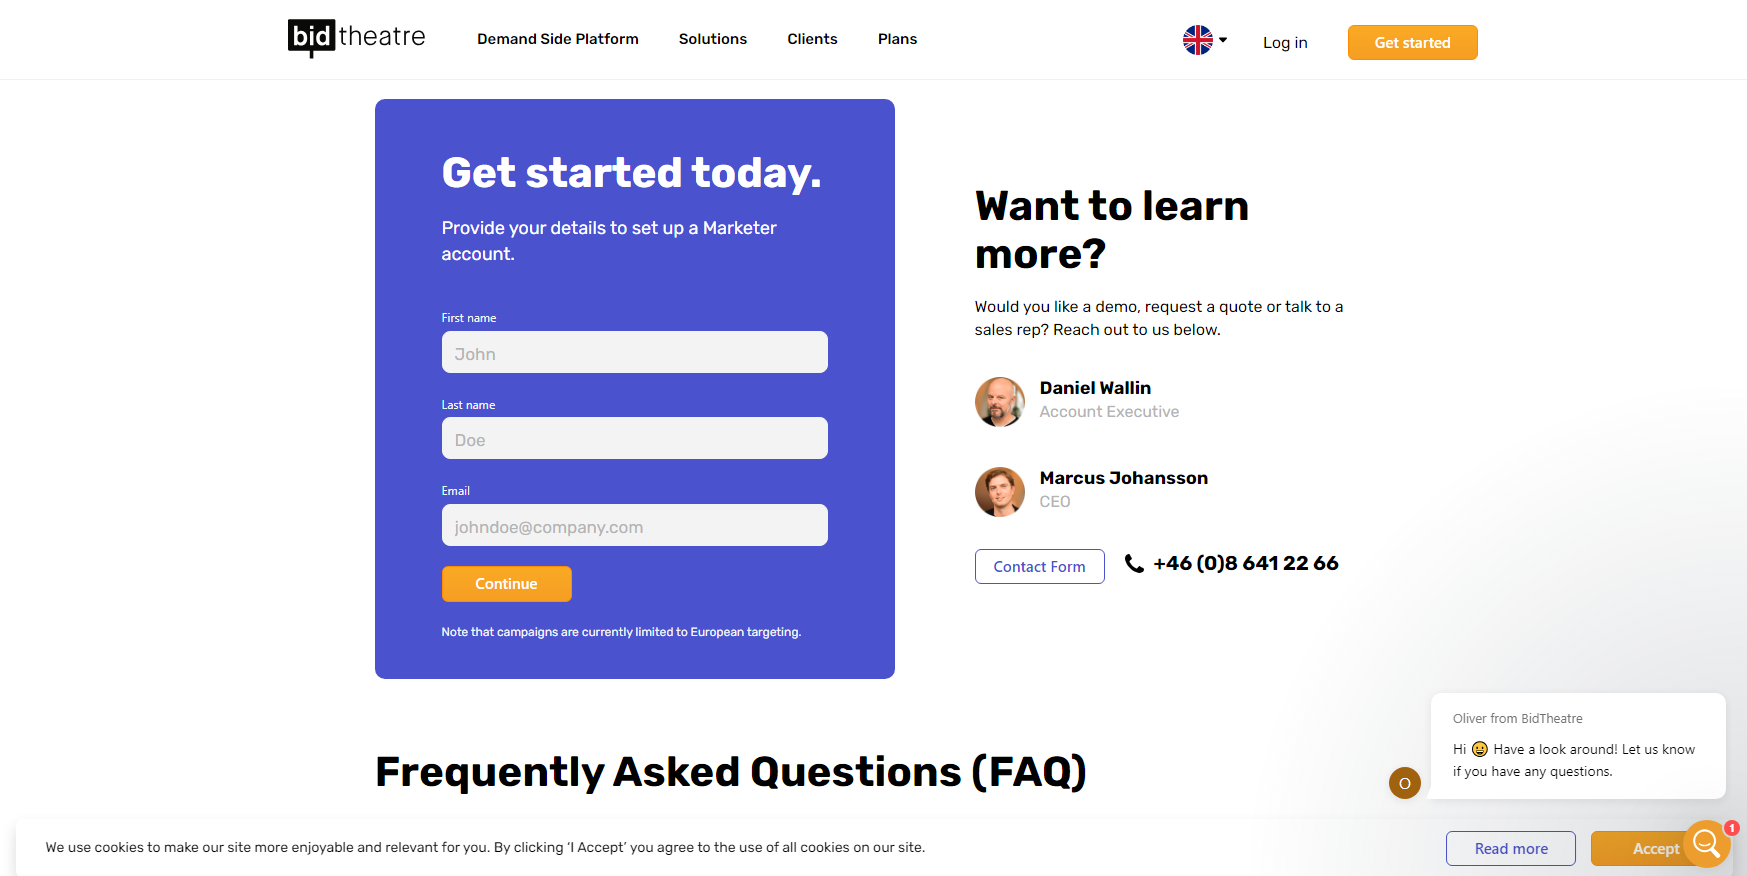 bid theatre
Demand Side Platform
Solutions
Clients
Plans
Log in
Get started
Get started today.
Provide your details to set up a Marketer
account.
First name
John
Last name
Doe
Email
johndoe@company.com
Continue
Note that campaigns are currently limited to European targeting.
Want to learn
more?
Would you like a demo, request a quote or talk to a
sales rep? Reach out to us below.
Daniel Wallin
Account Executive
Marcus Johansson
CEO
Contact Form
+46 (0)8 641 22 66
Frequently Asked Questions (FAQ)
Oliver from BidTheatre
Hi 😀 Have a look around! Let us know
if you have any questions.
O
We use cookies to make our site more enjoyable and relevant for you. By clicking ‘I Accept’ you agree to the use of all cookies on our site.
Read more
Accept
1